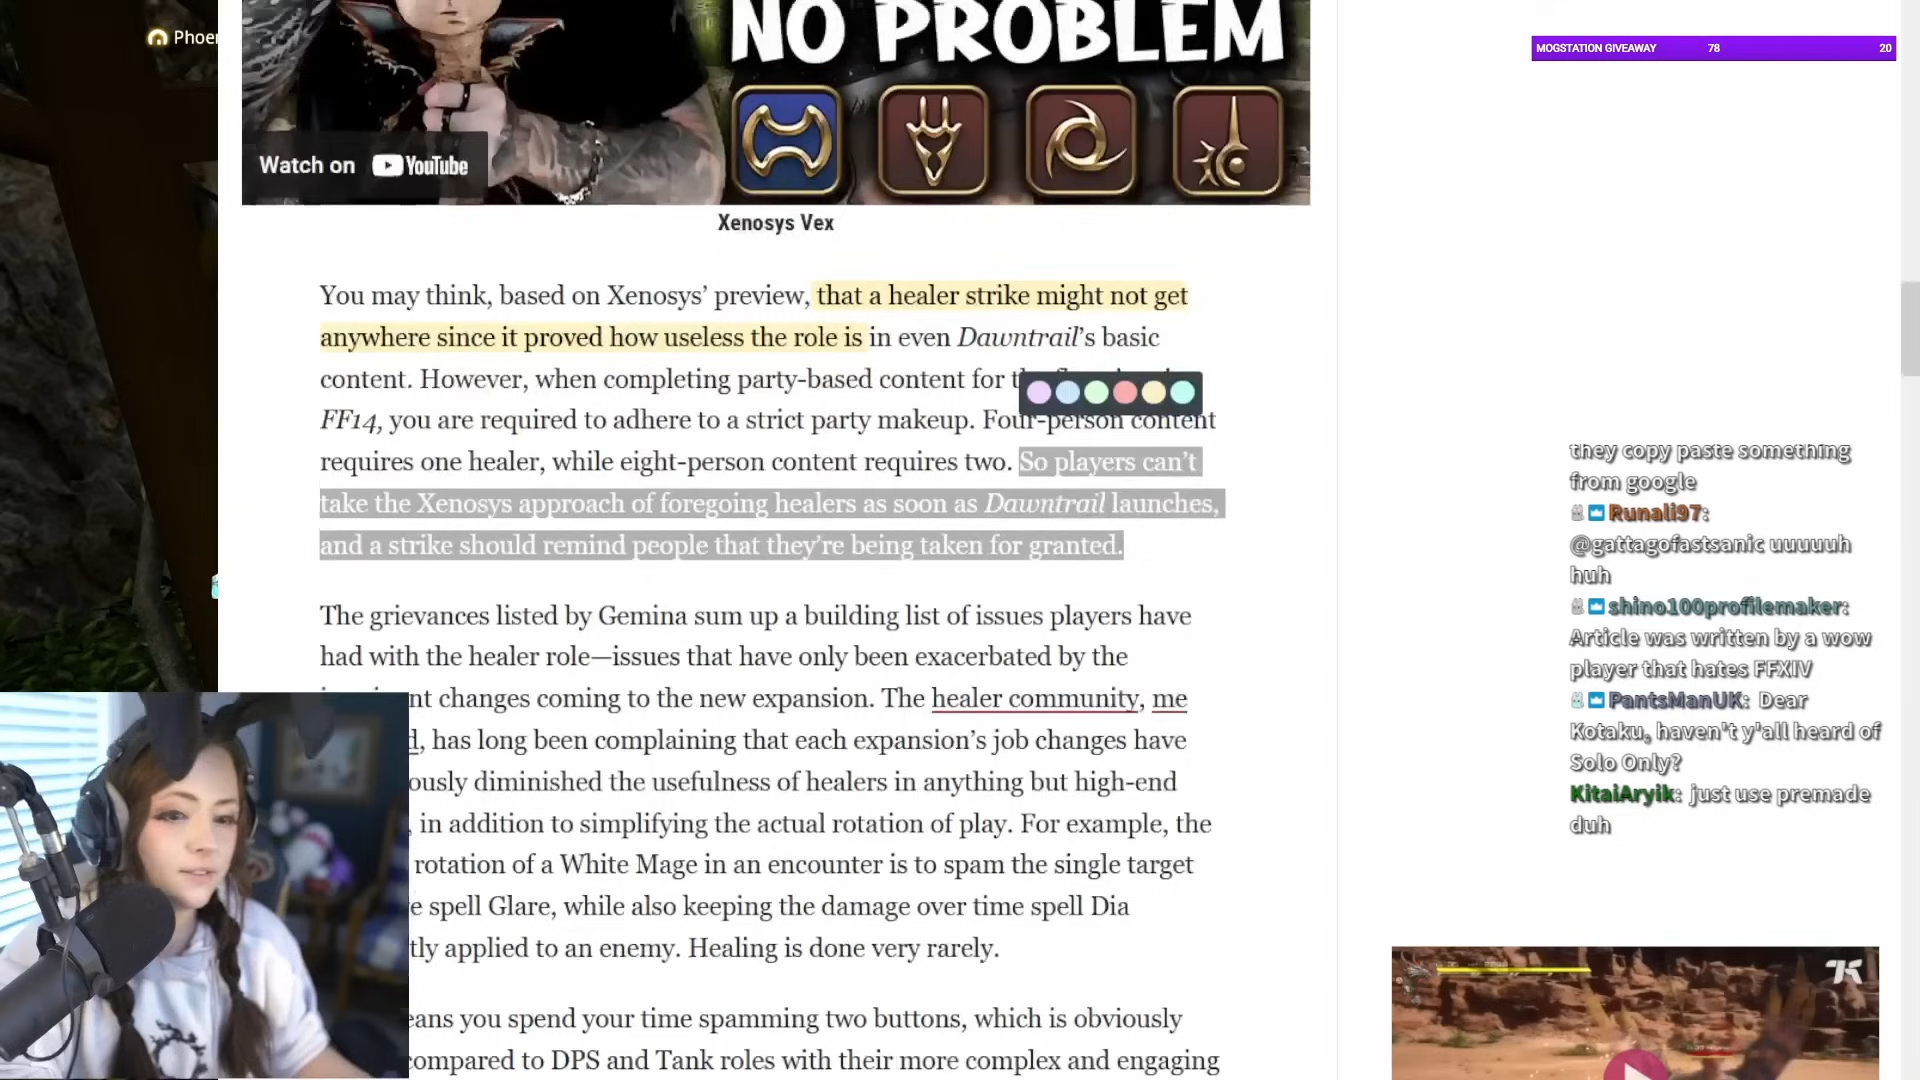 Phoen
NO PROBLEM
MOGSTATION GIVEAWAY 78 20
Watch on YouTube
Xenosys Vex
You may think, based on Xenosys’ preview, that a healer strike might not get
anywhere since it proved how useless the role is in even Dawntrail’s basic
content. However, when completing party-based content for
FF14, you are required to adhere to a strict party makeup. Four-person content
requires one healer, while eight-person content requires two. So players can’t
take the Xenosys approach of foregoing healers as soon as Dawntrail launches,
and a strike should remind people that they’re being taken for granted.
The grievances listed by Gemina sum up a building list of issues players have
had with the healer role—issues that have only been exacerbated by the
nt changes coming to the new expansion. The healer community, me
d, has long been complaining that each expansion’s job changes have
ously diminished the usefulness of healers in anything but high-end
, in addition to simplifying the actual rotation of play. For example, the
rotation of a White Mage in an encounter is to spam the single target
e spell Glare, while also keeping the damage over time spell Dia
tly applied to an enemy. Healing is done very rarely.
eans you spend your time spamming two buttons, which is obviously
compared to DPS and Tank roles with their more complex and engaging
they copy paste something
from google
Runali97:
@gattagofastsanic uuuuuh
huh
shino100profilemaker:
Article was written by a wow
player that hates FFXIV
PantsManUK: Dear
Kotaku, haven't y'all heard of
Solo Only?
KitaiAryik: just use premade
duh